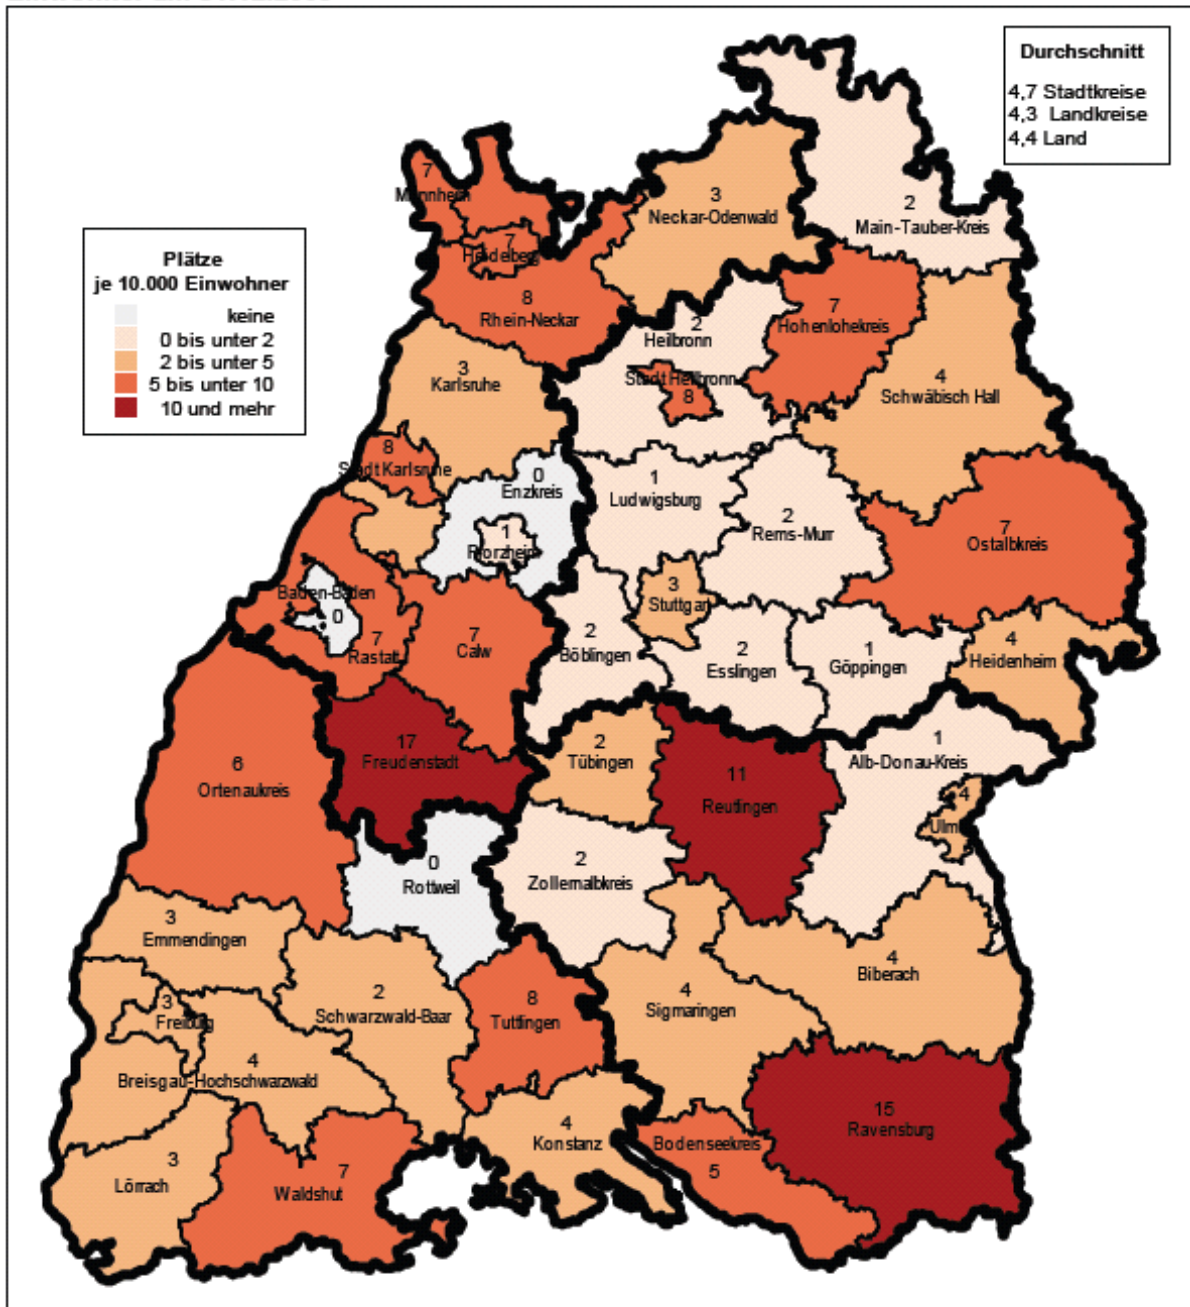 Durchschnitt
4,7 Stadtkreise
4,3 Landkreise
4,4 Land
Plätze
je 10.000 Einwohner
keine
0 bis unter 2
2 bis unter 5
5 bis unter 10
10 und mehr
7
Mannheim
7
Heidelberg
8
Rhein-Neckar
3
Neckar-Odenwald
2
Main-Tauber-Kreis
2
Heilbronn
Stadt Heilbronn
8
7
Hohenlohekreis
4
Schwäbisch Hall
3
Karlsruhe
8
Stadt Karlsruhe
0
Enzkreis
1
Pforzheim
1
Ludwigsburg
2
Rems-Murr
7
Ostalbkreis
Baden-Baden
0
7
Rastatt
7
Calw
2
Böblingen
3
Stuttgart
2
Esslingen
1
Göppingen
4
Heidenheim
6
Ortenaukreis
17
Freudenstadt
2
Tübingen
11
Reutlingen
1
Alb-Donau-Kreis
4
Ulm
0
Rottweil
2
Zollernalbkreis
3
Emmendingen
3
Freiburg
4
Breisgau-Hochschwarzwald
2
Schwarzwald-Baar
8
Tuttlingen
4
Sigmaringen
4
Biberach
3
Lörrach
7
Waldshut
4
Konstanz
Bodenseekreis
5
15
Ravensburg